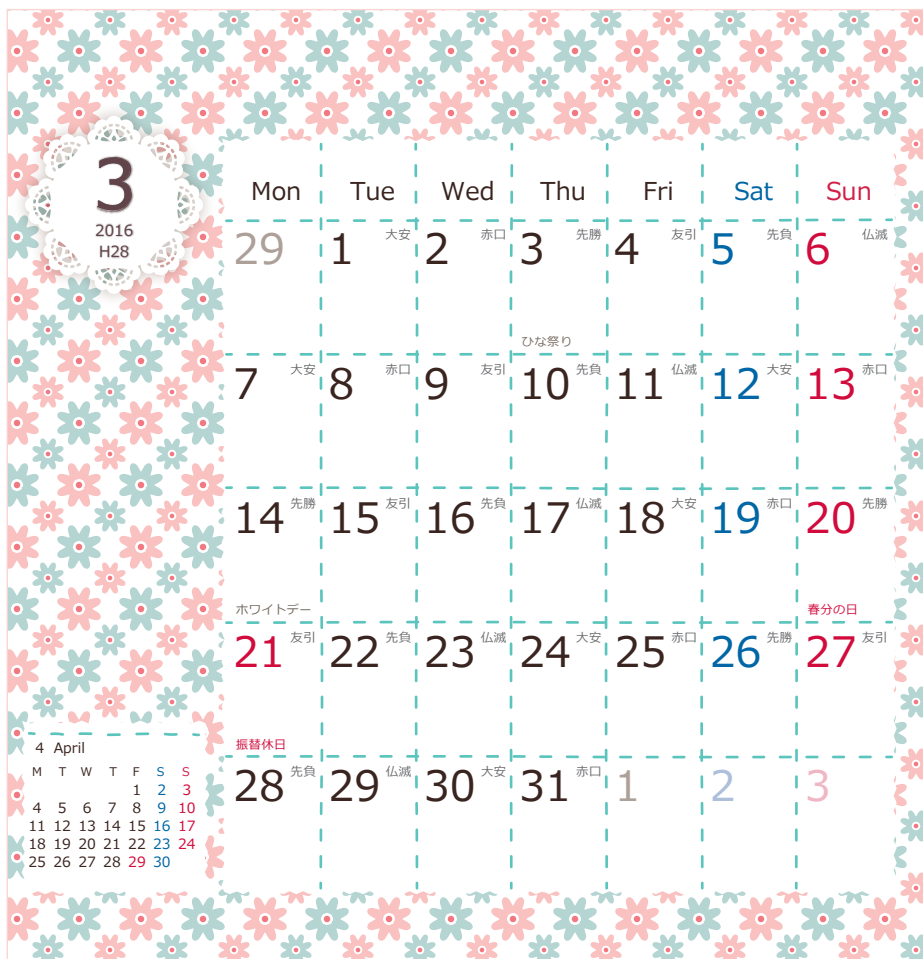 3
2016
H28
Mon Tue Wed Thu Fri Sat Sun
29 1 大安 2 赤口 3 先勝 4 友引 5 先負 6 仏滅
ひな祭り
7 大安 8 赤口 9 友引 10 先負 11 仏滅 12 大安 13 赤口
14 先勝 15 友引 16 先負 17 仏滅 18 大安 19 赤口 20 先勝
ホワイトデー 春分の日
21 友引 22 先負 23 仏滅 24 大安 25 赤口 26 先勝 27 友引
振替休日
28 先負 29 仏滅 30 大安 31 赤口 1 2 3
4 April
M T W T F S S
1 2 3
4 5 6 7 8 9 10
11 12 13 14 15 16 17
18 19 20 21 22 23 24
25 26 27 28 29 30